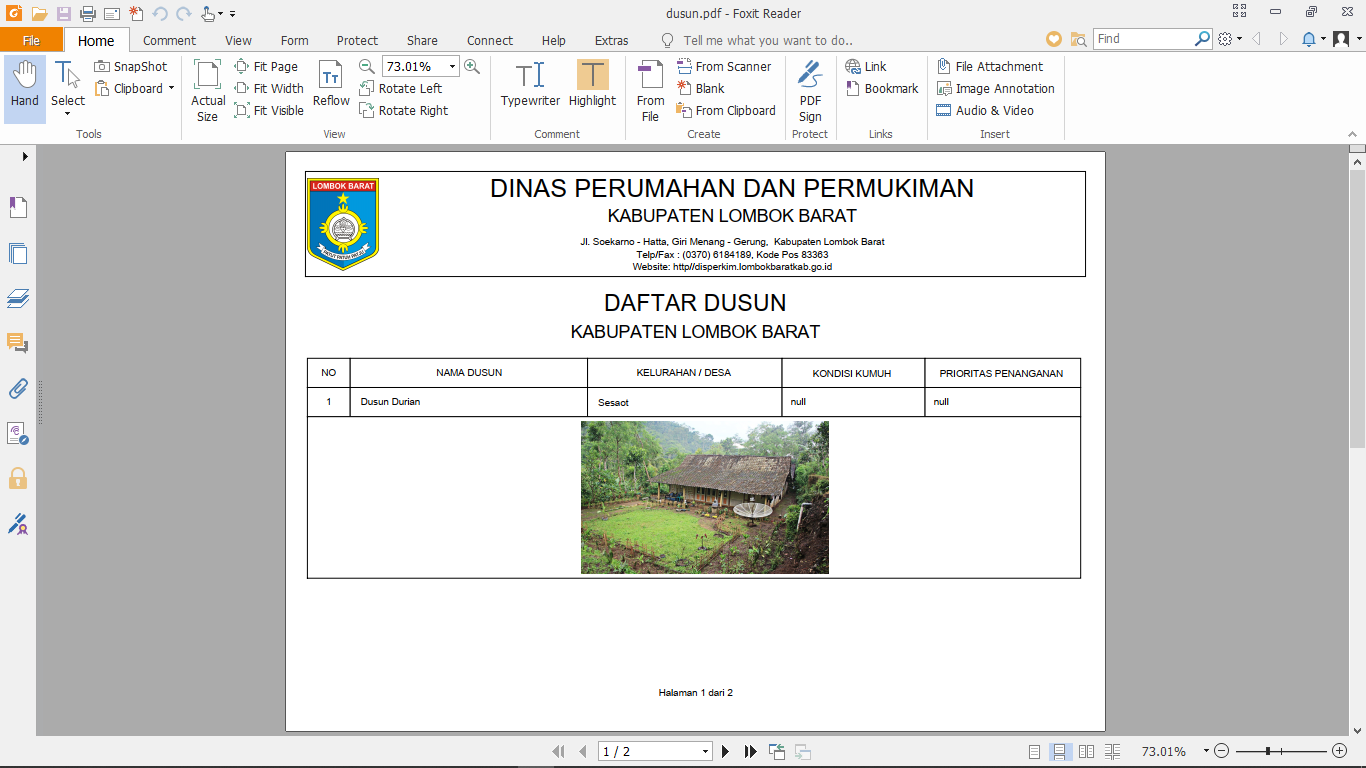 dusun.pdf - Foxit Reader
File Home Comment View Form Protect Share Connect Help Extras Tell me what you want to do.. Find
Hand
Select
SnapShot
Clipboard
Tools
Actual Size
Fit Page
Fit Width
Fit Visible
Reflow
73.01%
Rotate Left
Rotate Right
View
Typewriter
Highlight
Comment
From File
From Scanner
Blank
From Clipboard
Create
PDF Sign
Protect
Link
Bookmark
Links
File Attachment
Image Annotation
Audio & Video
Insert
LOMBOK BARAT
DINAS PERUMAHAN DAN PERMUKIMAN
KABUPATEN LOMBOK BARAT
Jl. Soekarno - Hatta, Giri Menang - Gerung, Kabupaten Lombok Barat
Telp/Fax : (0370) 6184189, Kode Pos 83363
Website: http//disperkim.lombokbaratkab.go.id
DAFTAR DUSUN
KABUPATEN LOMBOK BARAT
NO NAMA DUSUN KELURAHAN / DESA KONDISI KUMUH PRIORITAS PENANGANAN
1 Dusun Durian Sesaot null null
Halaman 1 dari 2
1 / 2
73.01%